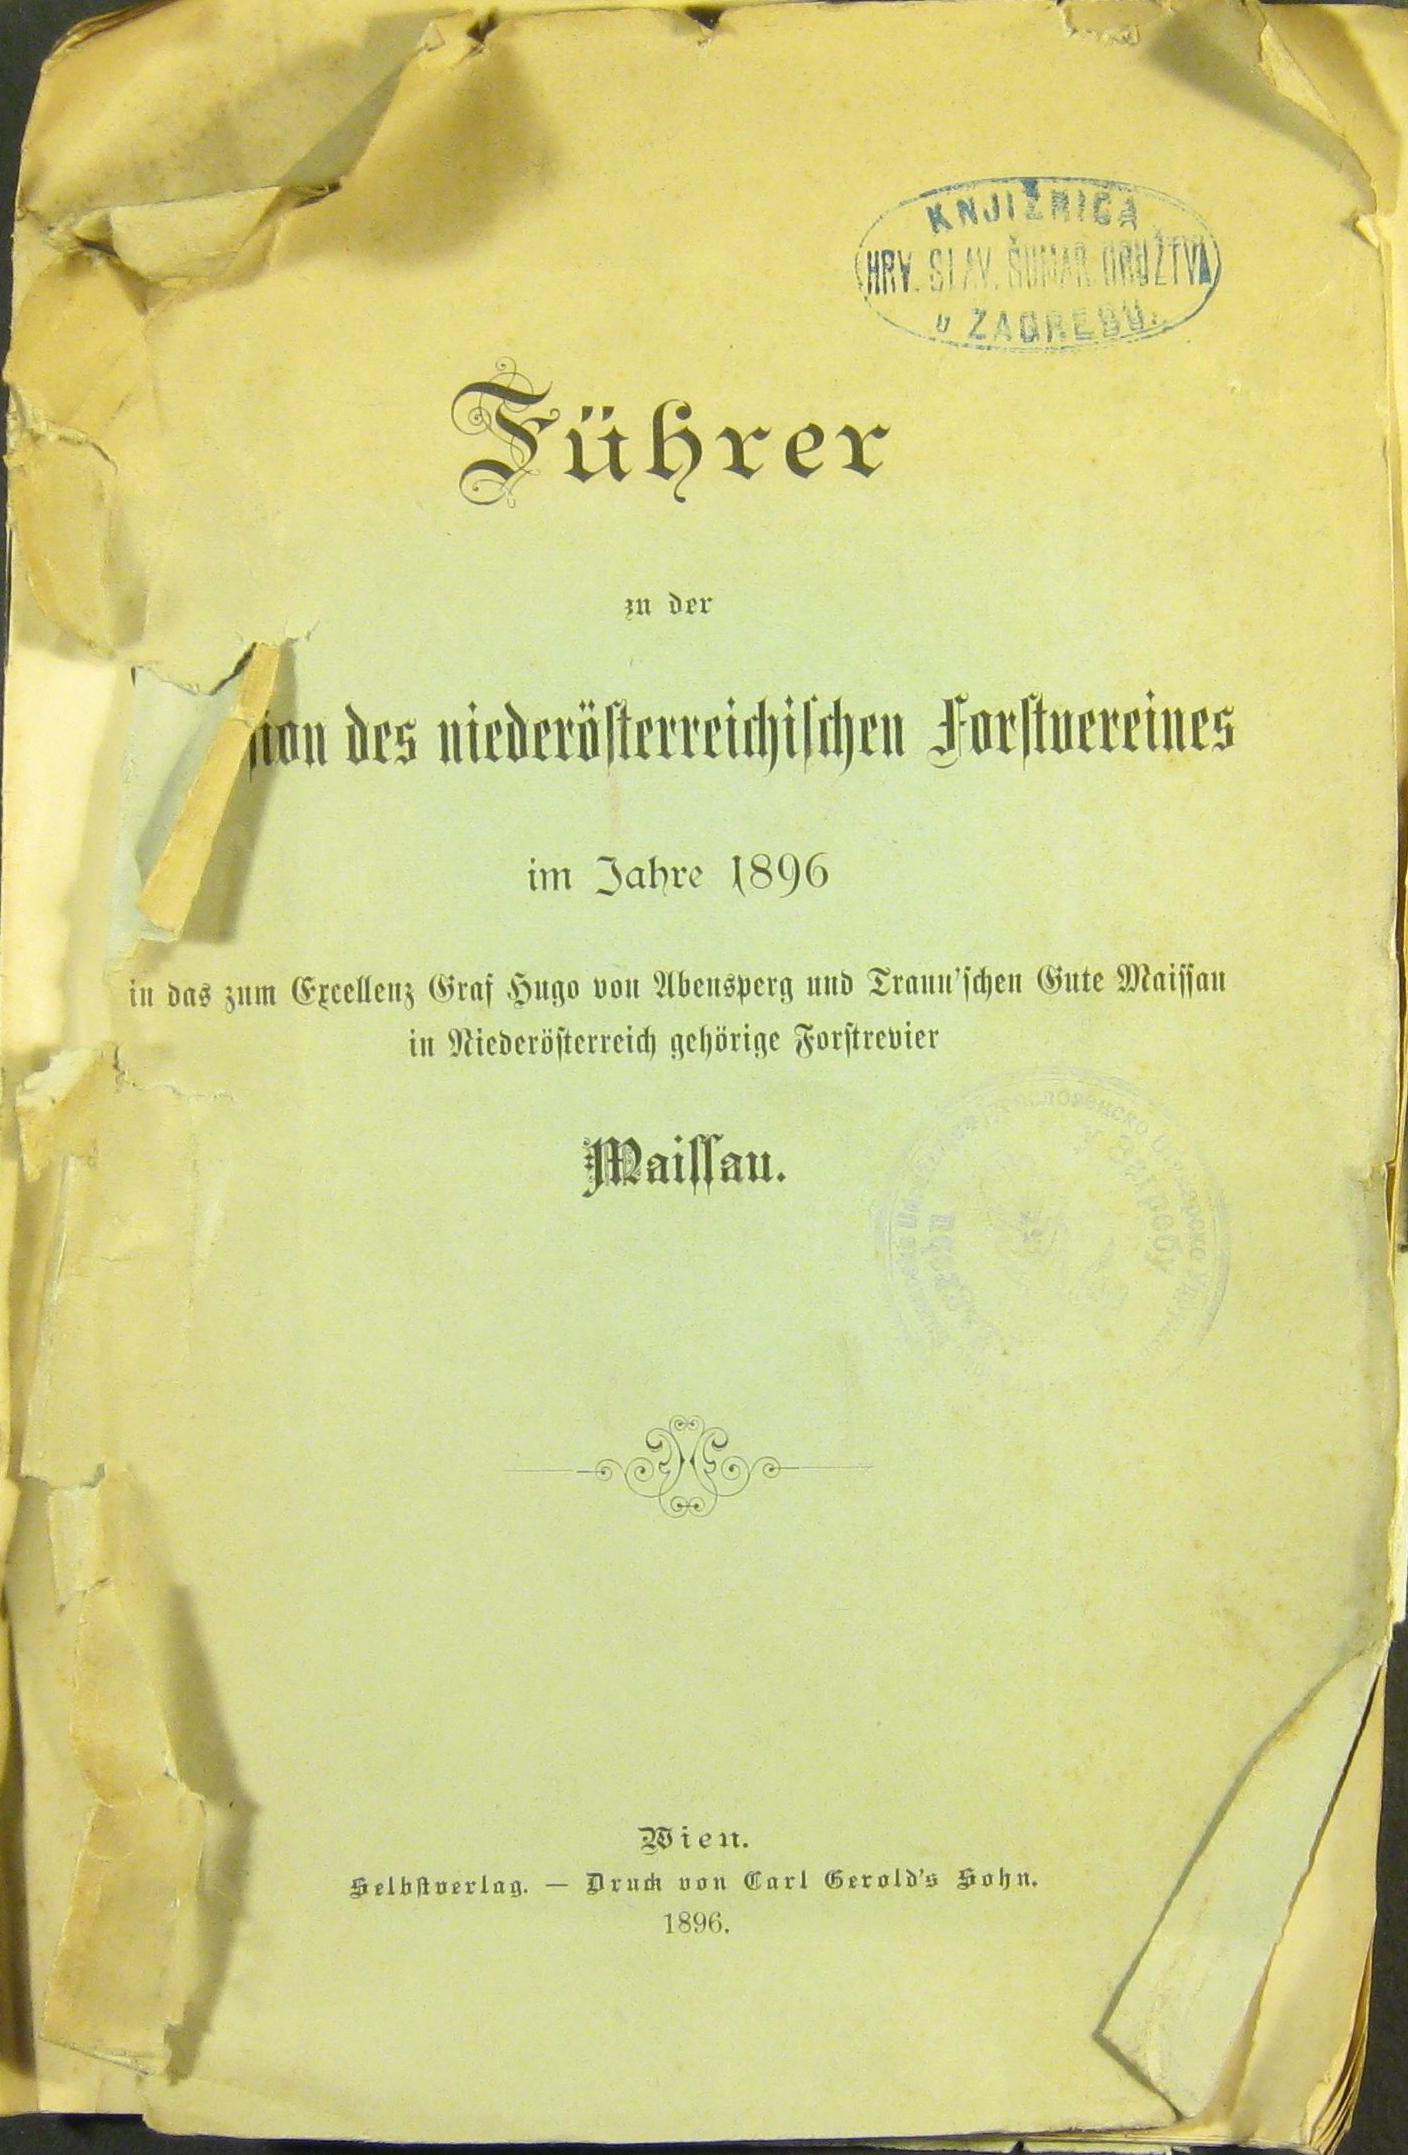 KNJIŽNICA
HRV. SLAV. ŠUMAR. DRUŽTVA
u ZAGREBU.
Führer
zu der
sion des niederösterreichischen Forstvereines
im Jahre 1896
in das zum Excellenz Graf Hugo von Abensperg und Traun'schen Gute Maissau
in Niederösterreich gehörige Forstrevier
Maissau.
Загребу
Wien.
Selbstverlag. — Druck von Carl Gerold's Sohn.
1896.